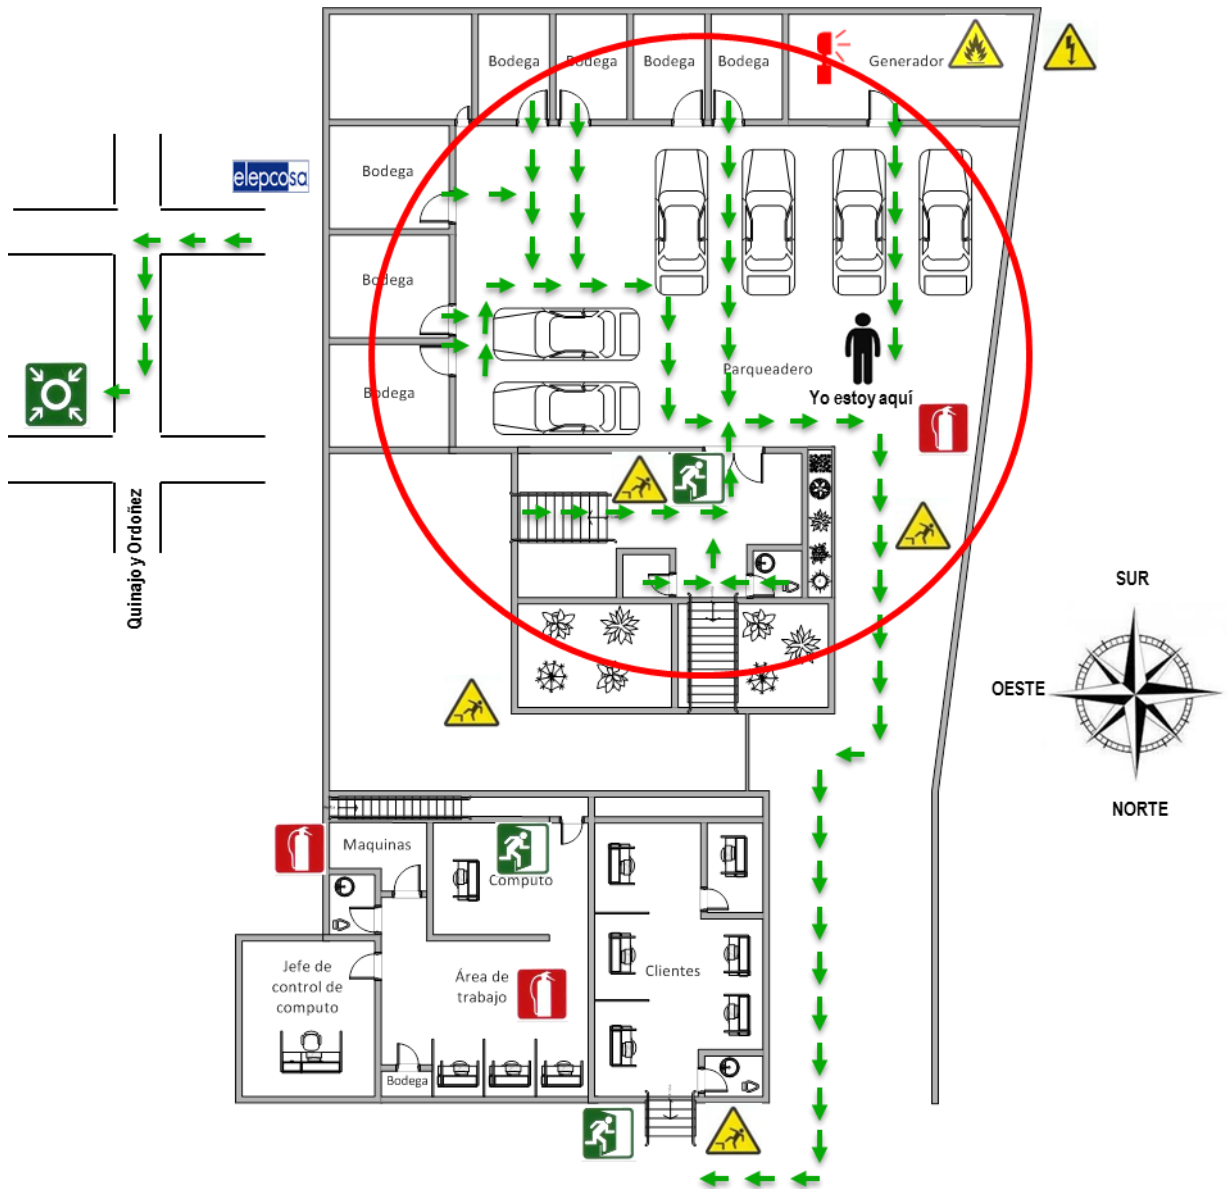 Bodega
Bodega
Bodega
Bodega
Generador
Bodega
elepcosa
Bodega
Parqueadero
Bodega
Yo estoy aquí
Quinajo y Ordoñez
SUR
OESTE
NORTE
Maquinas
Computo
Jefe de
control de
computo
Área de
trabajo
Clientes
Bodega